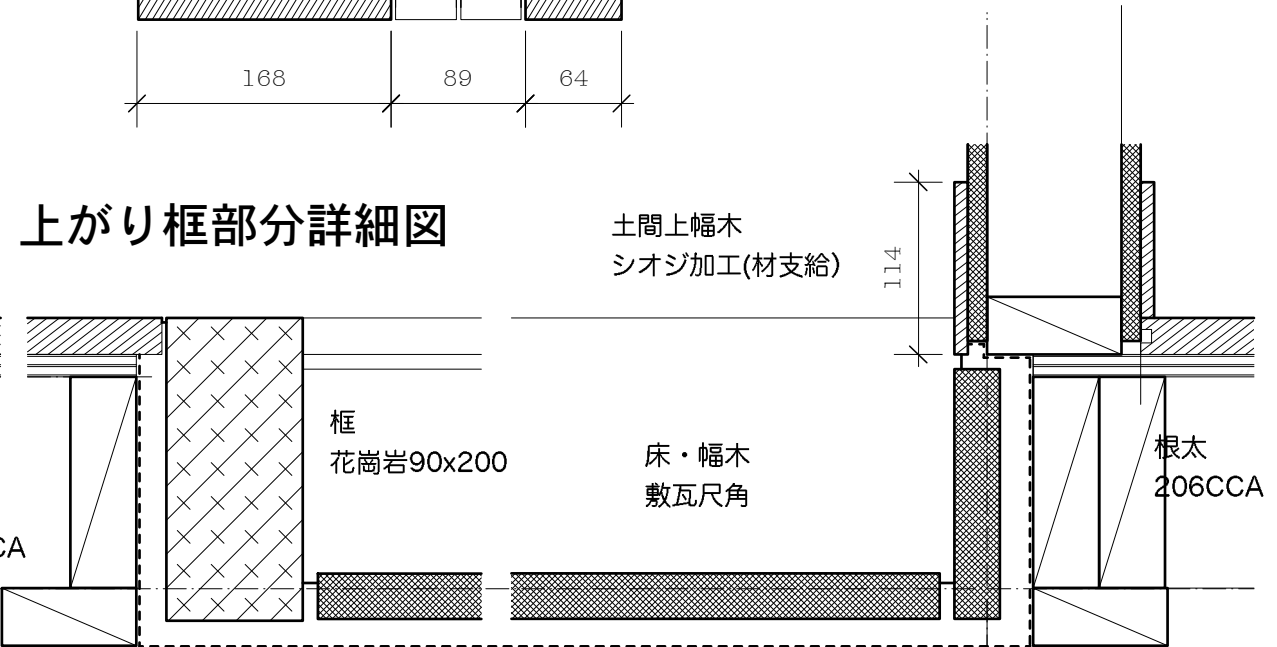 168
89
64
上がり框部分詳細図
土間上幅木
シオジ加工(材支給)
114
框
花崗岩90x200
床・幅木
敷瓦尺角
根太
206CCA
CA